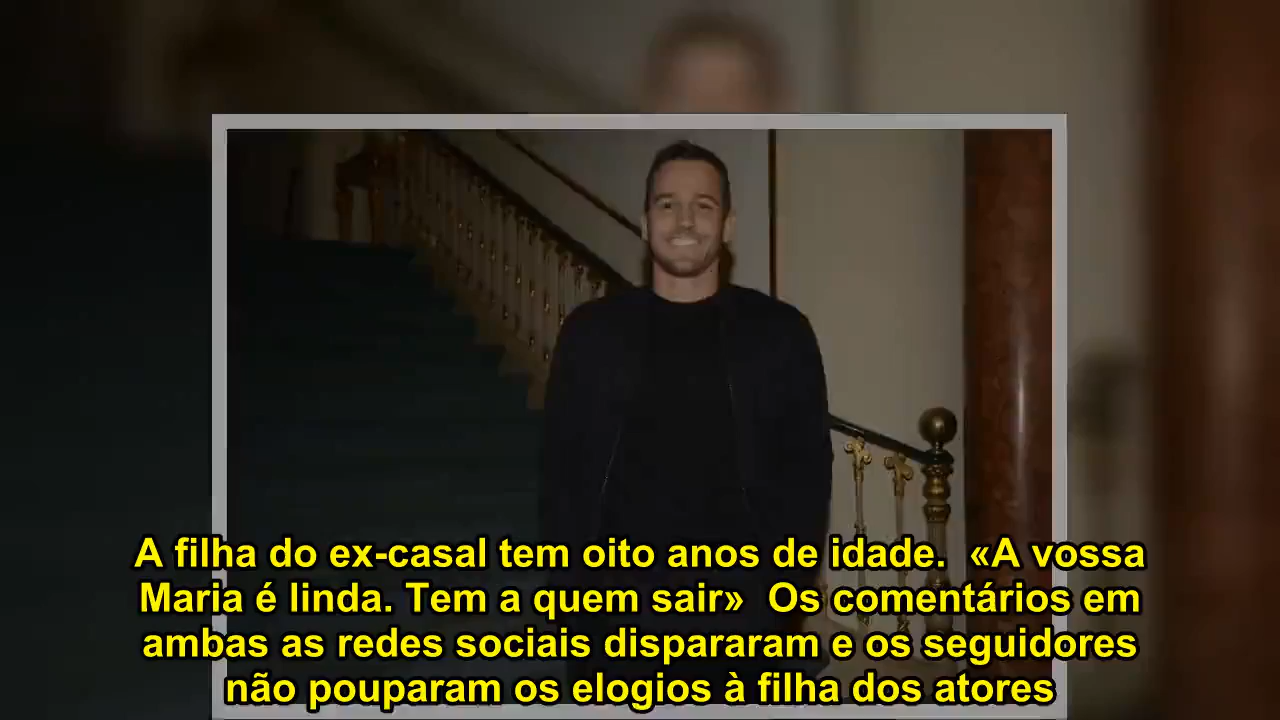 A filha do ex-casal tem oito anos de idade.  «A vossa
Maria é linda. Tem a quem sair»  Os comentários em
ambas as redes sociais dispararam e os seguidores
não pouparam os elogios à filha dos atores